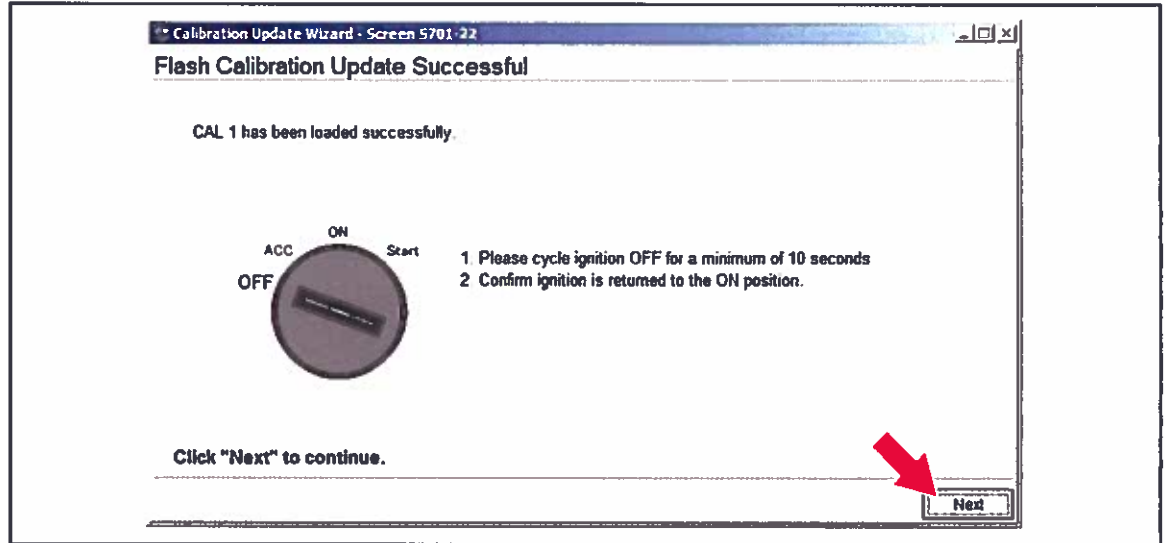 Calibration Update Wizard - Screen 5701-22
Flash Calibration Update Successful
CAL 1 has been loaded successfully.
ON
ACC
Start
OFF
1. Please cycle ignition OFF for a minimum of 10 seconds
2 Confirm ignition is returned to the ON position.
Click "Next" to continue.
Next